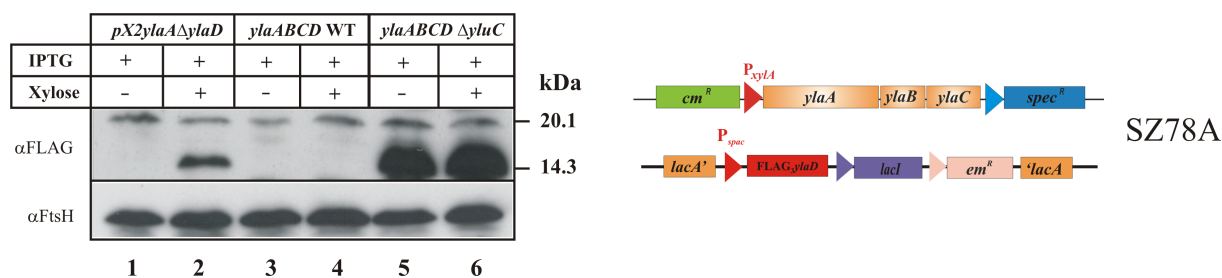 pX2ylaAΔylaD ylaABCD WT ylaABCD ΔyluC
IPTG + + + + + +
Xylose - + - + - +
kDa
αFLAG
20.1
14.3
αFtsH
1 2 3 4 5 6
PxylA
cmR ylaA ylaB ylaC specR
SZ78A
Pspac
lacA' FLAG3ylaD lacI emR 'lacA